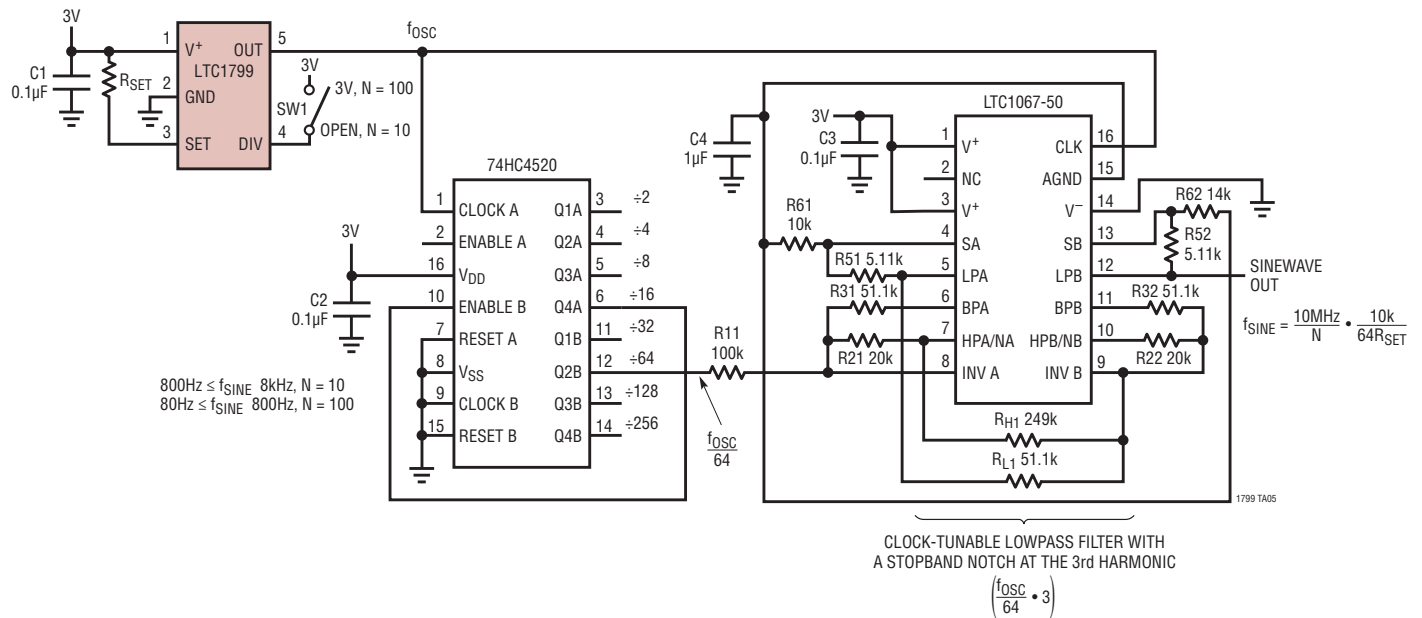 3V
C1
0.1µF
RSET
1
V+
OUT
5
LTC1799
2
GND
3
SET
DIV
4
fOSC
3V
3V, N = 100
SW1
OPEN, N = 10
74HC4520
1
CLOCK A
Q1A
3
÷2
2
ENABLE A
Q2A
4
÷4
3V
16
VDD
Q3A
5
÷8
10
ENABLE B
Q4A
6
÷16
C2
0.1µF
7
RESET A
Q1B
11
÷32
8
VSS
Q2B
12
÷64
9
CLOCK B
Q3B
13
÷128
15
RESET B
Q4B
14
÷256
800Hz ≤ fSINE 8kHz, N = 10
80Hz ≤ fSINE 800Hz, N = 100
fOSC
64
R11
100k
C4
1µF
3V
C3
0.1µF
LTC1067-50
1
V+
CLK
16
2
NC
AGND
15
3
V+
V–
14
R62 14k
R61
10k
4
SA
SB
13
R52
5.11k
R51 5.11k
5
LPA
LPB
12
SINEWAVE
OUT
R31 51.1k
6
BPA
BPB
11
R32 51.1k
R21 20k
7
HPA/NA
HPB/NB
10
R22 20k
8
INV A
INV B
9
fSINE = 10MHz/N • 10k/64RSET
RH1 249k
RL1 51.1k
1799 TA05
CLOCK-TUNABLE LOWPASS FILTER WITH
A STOPBAND NOTCH AT THE 3rd HARMONIC
(fOSC/64 • 3)